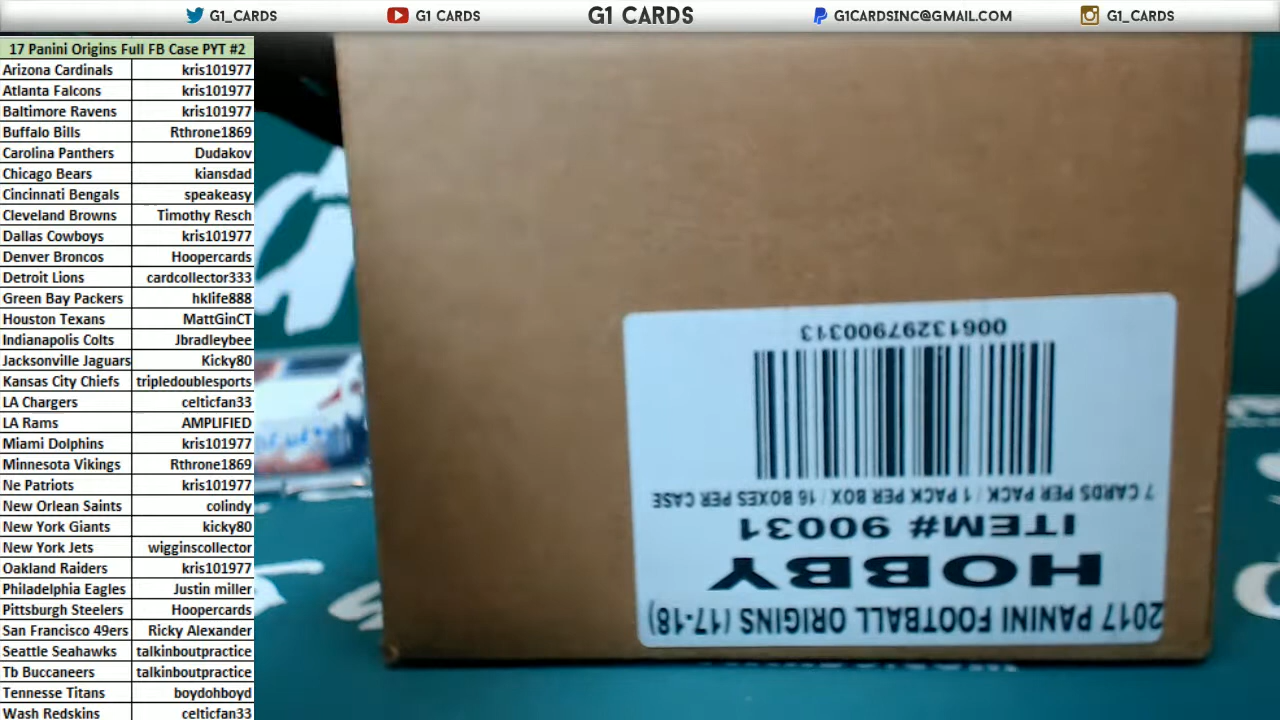 G1_CARDS G1 CARDS G1 CARDS G1CARDSINC@GMAIL.COM G1_CARDS
17 Panini Origins Full FB Case PYT #2
Arizona Cardinals kris101977
Atlanta Falcons kris101977
Baltimore Ravens kris101977
Buffalo Bills Rthrone1869
Carolina Panthers Dudakov
Chicago Bears kiansdad
Cincinnati Bengals speakeasy
Cleveland Browns Timothy Resch
Dallas Cowboys kris101977
Denver Broncos Hoopercards
Detroit Lions cardcollector333
Green Bay Packers hklife888
Houston Texans MattGinCT
Indianapolis Colts Jbradleybee
Jacksonville Jaguars Kicky80
Kansas City Chiefs tripledoublesports
LA Chargers celticfan33
LA Rams AMPLIFIED
Miami Dolphins kris101977
Minnesota Vikings Rthrone1869
Ne Patriots kris101977
New Orlean Saints colindy
New York Giants kicky80
New York Jets wigginscollector
Oakland Raiders kris101977
Philadelphia Eagles Justin miller
Pittsburgh Steelers Hoopercards
San Francisco 49ers Ricky Alexander
Seattle Seahawks talkinboutpractice
Tb Buccaneers talkinboutpractice
Tennesse Titans boydohboyd
Wash Redskins celticfan33
2017 PANINI FOOTBALL ORIGINS (17-18)
HOBBY
ITEM# 90031
7 CARDS PER PACK / 1 PACK PER BOX / 16 BOXES PER CASE
00613297900313